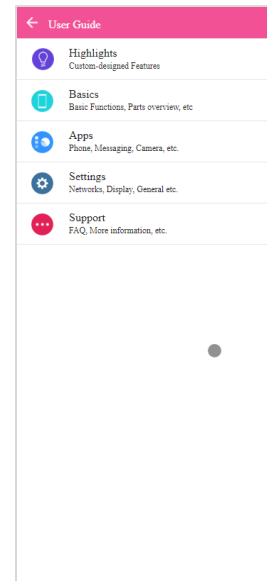 User Guide
Highlights
Custom-designed Features
Basics
Basic Functions, Parts overview, etc
Apps
Phone, Messaging, Camera, etc.
Settings
Networks, Display, General etc.
Support
FAQ, More information, etc.